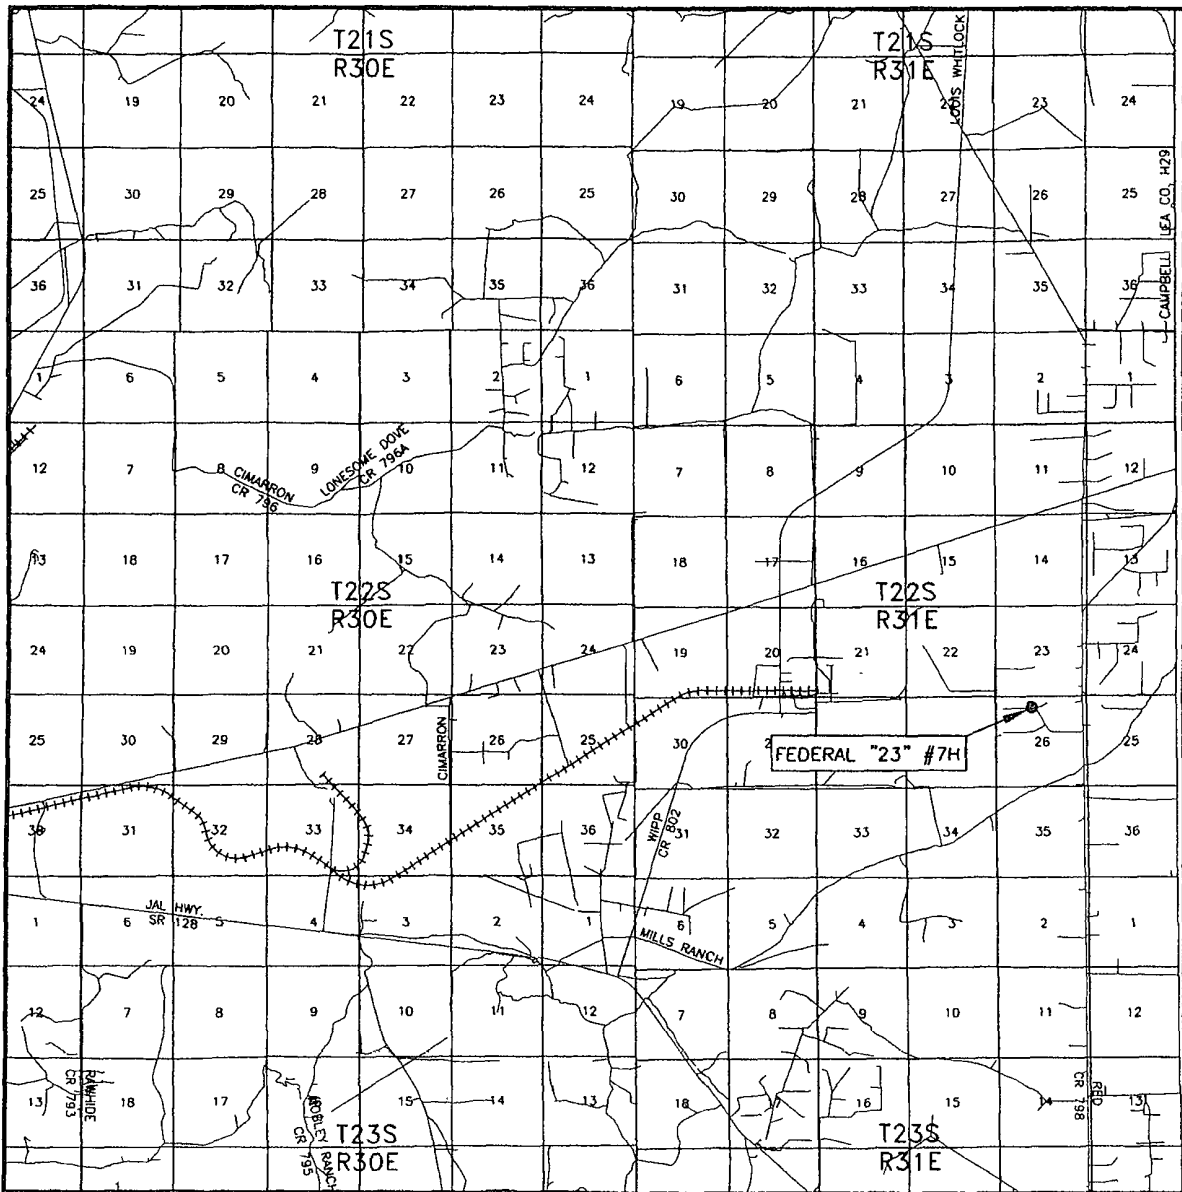 T21S
R30E
T21S
R31E
LOUIS WHITLOCK
24 19 20 21 22 23 24 19 20 21 22 23 24
25 30 29 28 27 26 25 30 29 28 27 26 25
CAMPBELL LEA CO, H29
36 31 32 33 34 35 36 31 32 33 34 35 36
1 6 5 4 3 2 1 6 5 4 3 2 1
12 7 8 9 10 11 12 7 8 9 10 11 12
CIMARRON
CR 796
LONESOME DOVE
CR 796A
13 18 17 16 15 14 13 18 17 16 15 14 13
T22S
R30E
T22S
R31E
24 19 20 21 22 23 24 19 20 21 22 23 24
25 30 29 28 27 26 25 30 26 25
CIMARRON
FEDERAL "23" #7H
36 31 32 33 34 35 36 31 32 33 34 35 36
WIPP
CR 802
JAL HWY.
SR 128
1 6 5 4 3 2 1 6 5 4 3 2 1
MILLS RANCH
12 7 8 9 10 11 12 7 8 9 10 11 12
RAWHIDE
CR 793
13 18 17 15 14 13 18 17 16 15 14 13
MOBLEY RANCH
CR 795
RED
CR 798
T23S
R30E
T23S
R31E